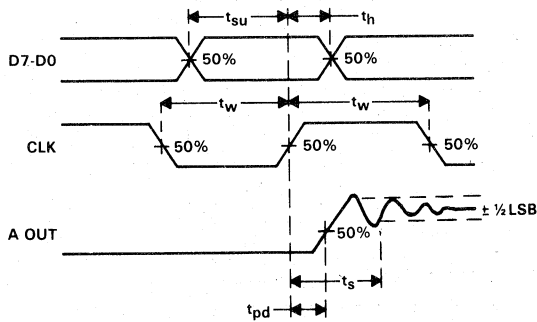 tsu
th
D7-D0
50%
50%
tw
tw
CLK
50%
50%
50%
A OUT
50%
± ½ LSB
ts
tpd